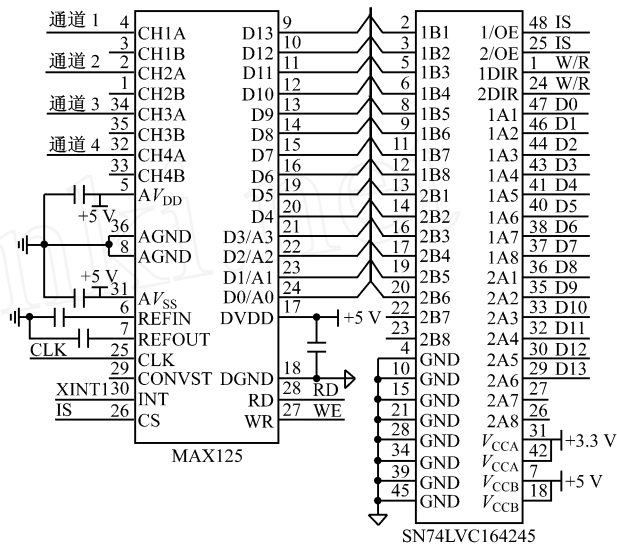 通道 1 4 CH1A D13 9 2 1B1 1/OE 48 IS
3 CH1B D12 10 3 1B2 2/OE 25 IS
通道 2 2 CH2A D11 11 5 1B3 1DIR 1 W/R
1 CH2B D10 12 6 1B4 2DIR 24 W/R
通道 3 34 CH3A D9 13 8 1B5 1A1 47 D0
35 CH3B D8 14 9 1B6 1A2 46 D1
通道 4 32 CH4A D7 15 11 1B7 1A3 44 D2
33 CH4B D6 16 12 1B8 1A4 43 D3
5 AVDD D5 19 13 2B1 1A5 41 D4
+5 V D4 20 14 2B2 1A6 40 D5
36 AGND D3/A3 21 16 2B3 1A7 38 D6
8 AGND D2/A2 22 17 2B4 1A8 37 D7
+5 V D1/A1 23 19 2B5 2A1 36 D8
31 AVSS D0/A0 24 20 2B6 2A2 35 D9
6 REFIN DVDD 17 +5 V 22 2B7 2A3 33 D10
7 REFOUT 23 2B8 2A4 32 D11
CLK 25 CLK 4 GND 2A5 30 D12
29 CONVST DGND 18 10 GND 2A6 29 D13
XINT1 30 INT RD 28 RD 15 GND 2A7 27
IS 26 CS WR 27 WE 21 GND 2A8 26
28 GND VCCA 31 +3.3 V
34 GND VCCA 42
39 GND VCCB 7 +5 V
45 GND VCCB 18
MAX125
SN74LVC164245